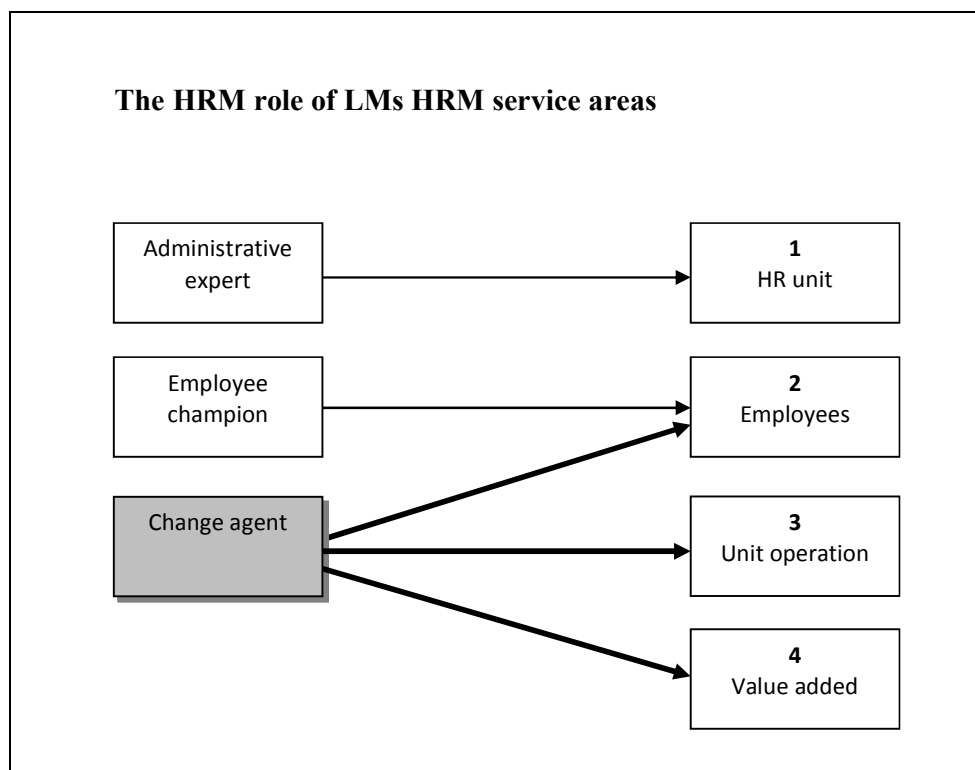 The HRM role of LMs HRM service areas
Administrative
expert
1
HR unit
Employee
champion
2
Employees
Change agent
3
Unit operation
4
Value added